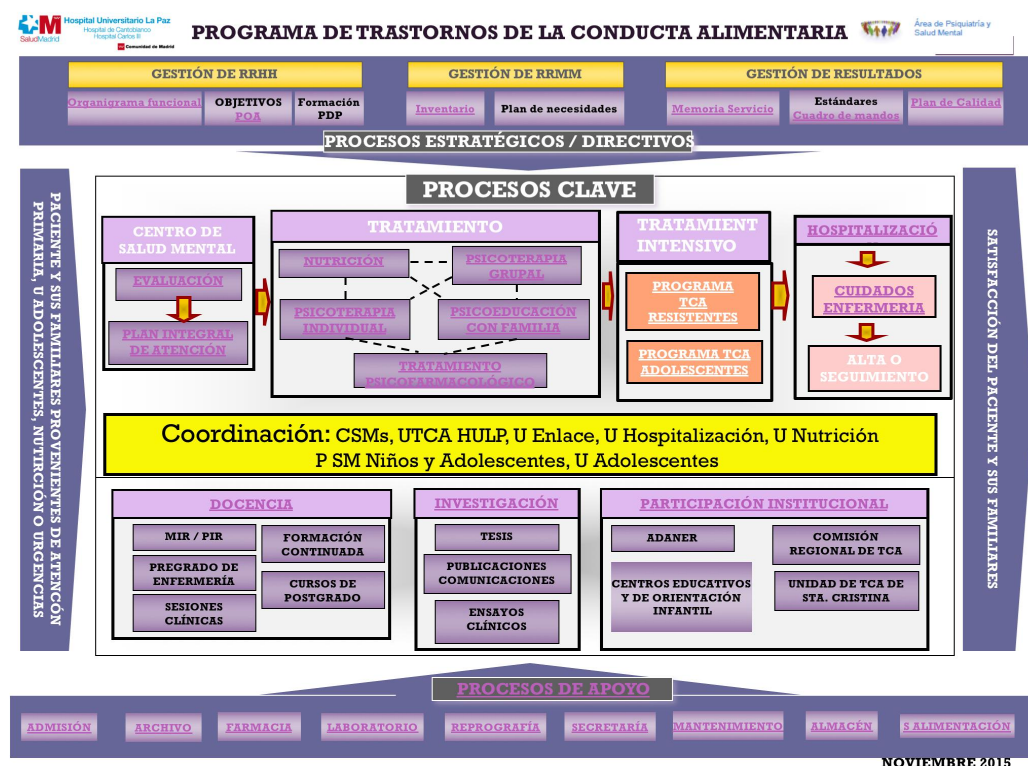 SaludMadrid
Hospital Universitario La Paz
Hospital de Cantoblanco
Hospital Carlos III
Comunidad de Madrid
PROGRAMA DE TRASTORNOS DE LA CONDUCTA ALIMENTARIA
Área de Psiquiatría y
Salud Mental
GESTIÓN DE RRHH
GESTIÓN DE RRMM
GESTIÓN DE RESULTADOS
Organigrama funcional
OBJETIVOS
POA
Formación
PDP
Inventario
Plan de necesidades
Memoria Servicio
Estándares
Cuadro de mandos
Plan de Calidad
PROCESOS ESTRATÉGICOS / DIRECTIVOS
PACIENTE Y SUS FAMILIARES PROVENIENTES DE ATENCÓN
PRIMARIA, U ADOLESCENTES, NUTIRCIÓN O URGENCIAS
PROCESOS CLAVE
CENTRO DE
SALUD MENTAL
EVALUACIÓN
PLAN INTEGRAL
DE ATENCIÓN
TRATAMIENTO
NUTRICIÓN
PSICOTERAPIA
GRUPAL
PSICOTERAPIA
INDIVIDUAL
PSICOEDUCACIÓN
CON FAMILIA
TRATAMIENTO
PSICOFARMACOLÓGICO
TRATAMIENT
INTENSIVO
PROGRAMA
TCA
RESISTENTES
PROGRAMA TCA
ADOLESCENTES
HOSPITALIZACIÓ
CUIDADOS
ENFERMERIA
ALTA O
SEGUIMIENTO
SATISFACCIÓN DEL PACIENTE Y SUS FAMILIARES
Coordinación: CSMs, UTCA HULP, U Enlace, U Hospitalización, U Nutrición
P SM Niños y Adolescentes, U Adolescentes
DOCENCIA
MIR / PIR
PREGRADO DE
ENFERMERÍA
SESIONES
CLÍNICAS
FORMACIÓN
CONTINUADA
CURSOS DE
POSTGRADO
INVESTIGACIÓN
TESIS
PUBLICACIONES
COMUNICACIONES
ENSAYOS
CLÍNICOS
PARTICIPACIÓN INSTITUCIONAL
ADANER
CENTROS EDUCATIVOS
Y DE ORIENTACIÓN
INFANTIL
COMISIÓN
REGIONAL DE TCA
UNIDAD DE TCA DE
STA. CRISTINA
PROCESOS DE APOYO
ADMISIÓN
ARCHIVO
FARMACIA
LABORATORIO
REPROGRAFÍA
SECRETARÍA
MANTENIMIENTO
ALMACÉN
S ALIMENTACIÓN
NOVIEMBRE 2015